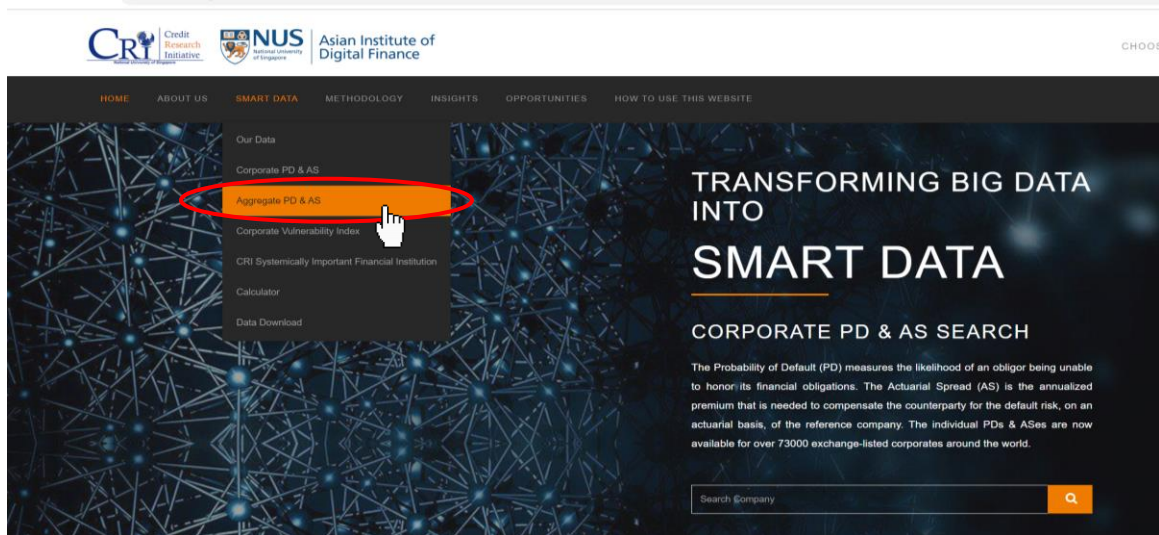 CRI
Credit
Research
Initiative
National University of Singapore
NUS
National University
of Singapore
Asian Institute of
Digital Finance
CHOOS
HOME ABOUT US SMART DATA METHODOLOGY INSIGHTS OPPORTUNITIES HOW TO USE THIS WEBSITE
Our Data
Corporate PD & AS
Aggregate PD & AS
Corporate Vulnerability Index
CRI Systemically Important Financial Institution
Calculator
Data Download
TRANSFORMING BIG DATA
INTO
SMART DATA
CORPORATE PD & AS SEARCH
The Probability of Default (PD) measures the likelihood of an obligor being unable
to honor its financial obligations. The Actuarial Spread (AS) is the annualized
premium that is needed to compensate the counterparty for the default risk, on an
actuarial basis, of the reference company. The individual PDs & ASes are now
available for over 73000 exchange-listed corporates around the world.
Search Company